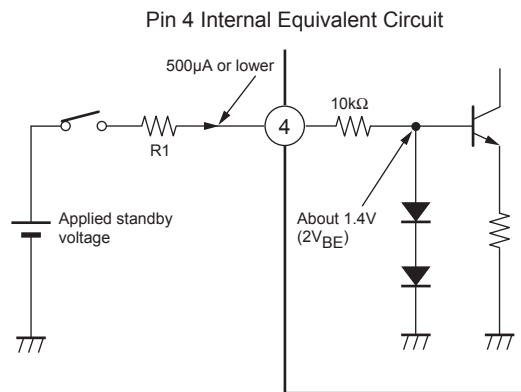 Pin 4 Internal Equivalent Circuit
500μA or lower
10kΩ
4
R1
Applied standby
voltage
About 1.4V
(2VBE)